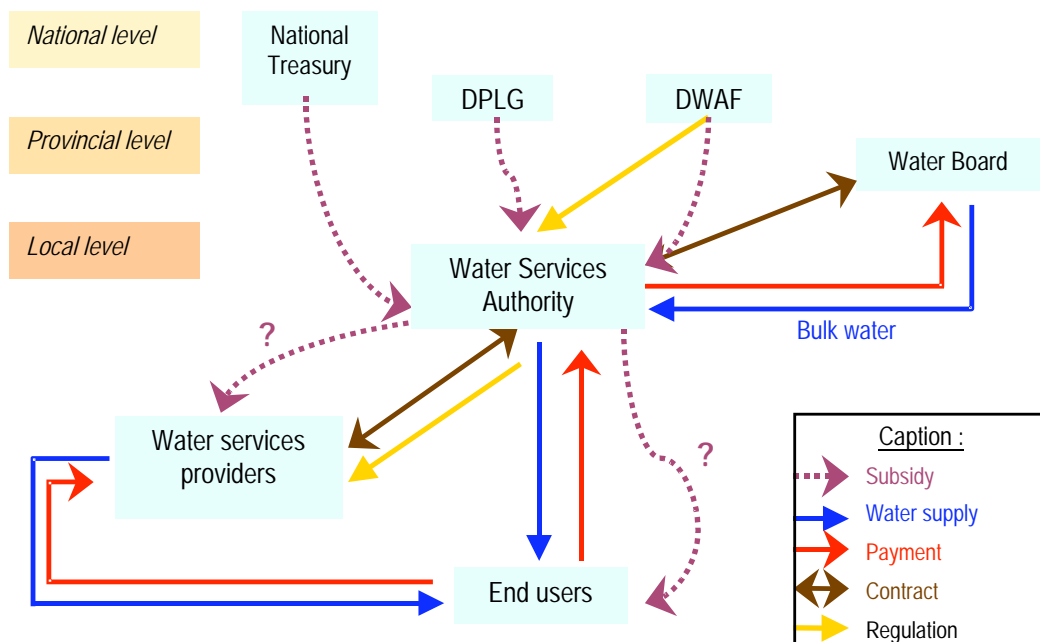 National level
Provincial level
Local level
National
Treasury
DPLG
DWAF
Water Board
Water Services
Authority
Bulk water
?
Water services
providers
?
End users
Caption :
Subsidy
Water supply
Payment
Contract
Regulation